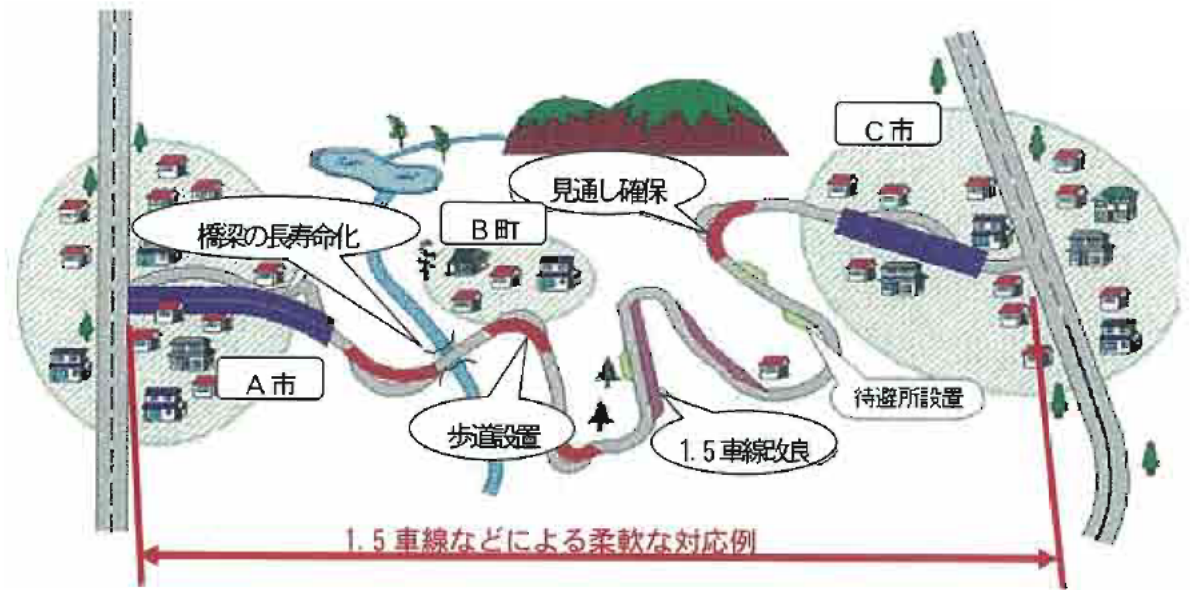 C市
見通し確保
B町
橋梁の長寿命化
A市
待避所設置
歩道設置
1.5車線改良
1.5車線などによる柔軟な対応例